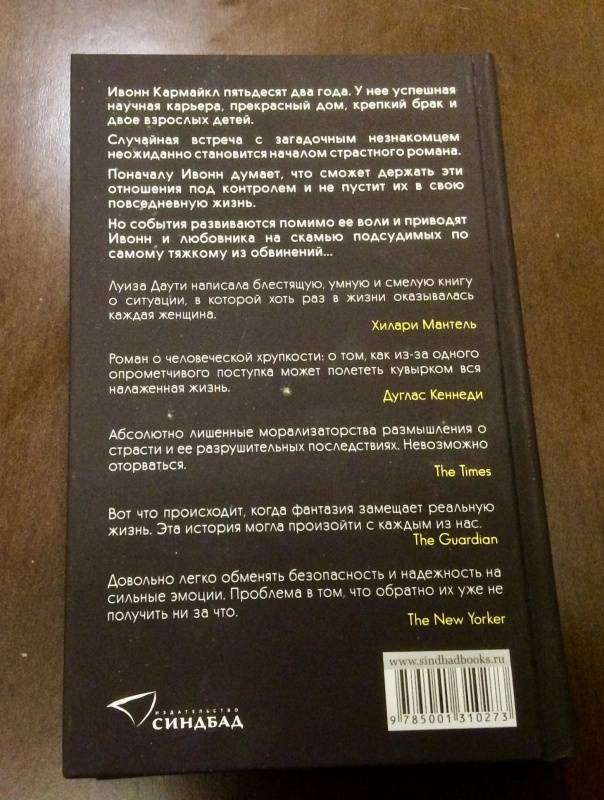 Ивонн Кармайкл пятьдесят два года. У нее успешная
научная карьера, прекрасный дом, крепкий брак и
двое взрослых детей.
Случайная встреча с загадочным незнакомцем
неожиданно становится началом страстного романа.
Поначалу Ивонн думает, что сможет держать эти
отношения под контролем и не пустит их в свою
повседневную жизнь.
Но события развиваются помимо ее воли и приводят
Ивонн и любовника на скамью подсудимых по
самому тяжкому из обвинений...
Луиза Даути написала блестящую, умную и смелую книгу
о ситуации, в которой хоть раз в жизни оказывалась
каждая женщина.
Хилари Мантель
Роман о человеческой хрупкости: о том, как из-за одного
опрометчивого поступка может полететь кувырком вся
налаженная жизнь.
Дуглас Кеннеди
Абсолютно лишенные морализаторства размышления о
страсти и ее разрушительных последствиях. Невозможно
оторваться.
The Times
Вот что происходит, когда фантазия замещает реальную
жизнь. Эта история могла произойти с каждым из нас.
The Guardian
Довольно легко обменять безопасность и надежность на
сильные эмоции. Проблема в том, что обратно их уже не
получить ни за что.
The New Yorker
www.sindbadbooks.ru
9 785001 310273
ИЗДАТЕЛЬСТВО
СИНДБАД